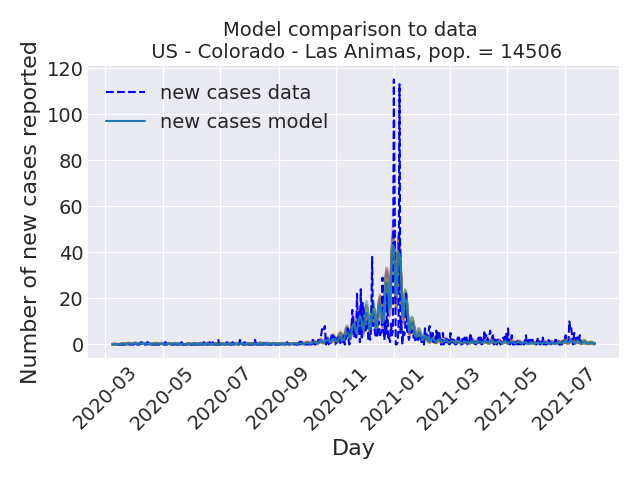 Model comparison to data
US - Colorado - Las Animas, pop. = 14506
Number of new cases reported
120
100
80
60
40
20
0
new cases data
new cases model
2020-03
2020-05
2020-07
2020-09
2020-11
2021-01
2021-03
2021-05
2021-07
Day